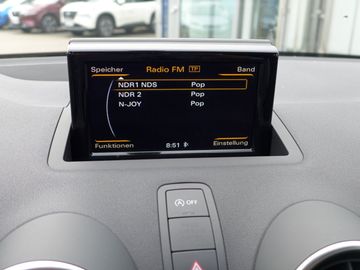 Speicher Radio FM TP Band
NDR1 NDS Pop
NDR 2 Pop
N-JOY Pop
Funktionen 8:51 Einstellung
OFF